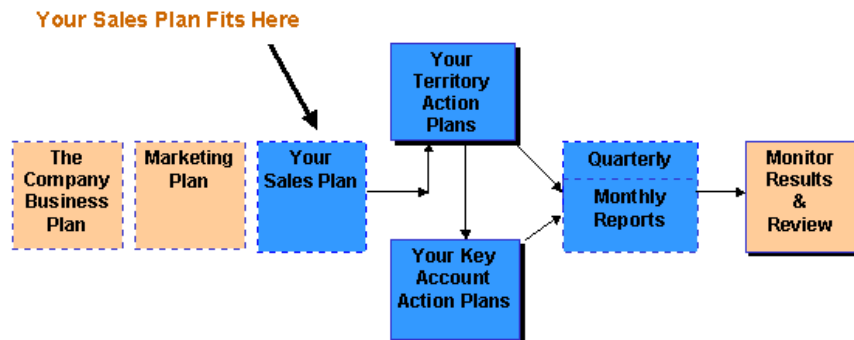 Your Sales Plan Fits Here
Your
Territory
Action
Plans
The
Company
Business
Plan
Marketing
Plan
Your
Sales Plan
Quarterly
Monthly
Reports
Monitor
Results
&
Review
Your Key
Account
Action Plans